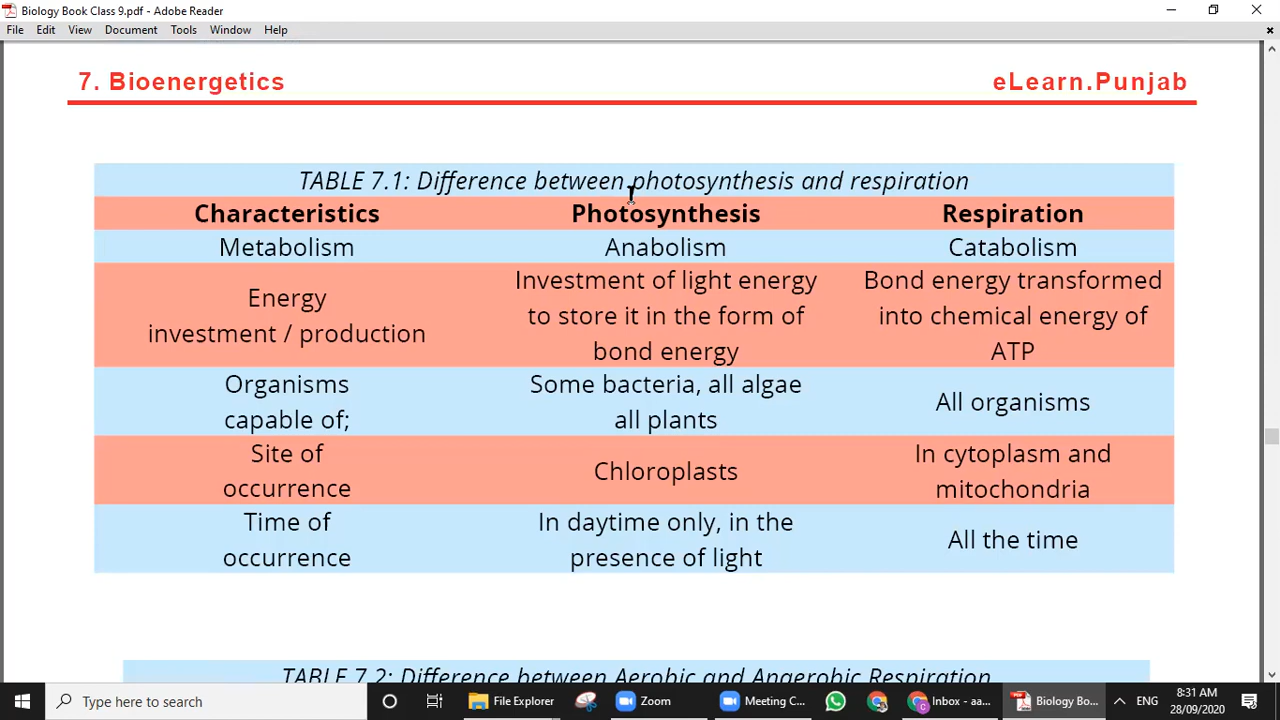 Biology Book Class 9.pdf - Adobe Reader
File Edit View Document Tools Window Help
7. Bioenergetics eLearn.Punjab
TABLE 7.1: Difference between photosynthesis and respiration
Characteristics Photosynthesis Respiration
Metabolism Anabolism Catabolism
Energy investment / production
Investment of light energy
to store it in the form of
bond energy
Bond energy transformed
into chemical energy of
ATP
Organisms
capable of;
Some bacteria, all algae
all plants
All organisms
Site of
occurrence
Chloroplasts
In cytoplasm and
mitochondria
Time of
occurrence
In daytime only, in the
presence of light
All the time
TABLE 7.2: Difference between Aerobic and Anaerobic Respiration
Type here to search File Explorer Zoom Meeting C... Inbox - aa... Biology Bo... ENG 8:31 AM
28/09/2020